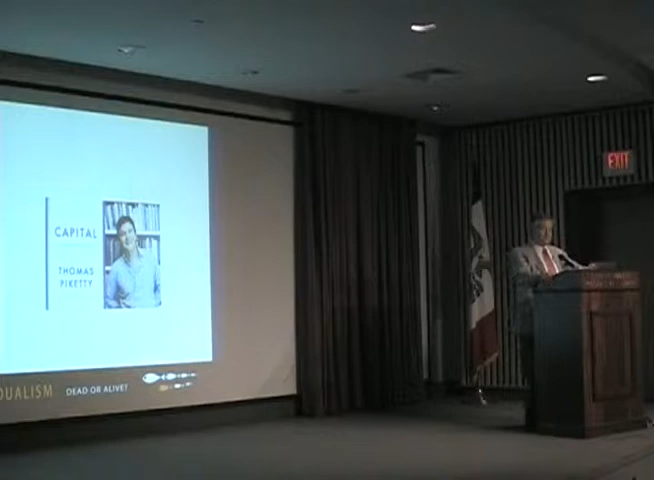 CAPITAL
THOMAS
PIKETTY
DUALISM DEAD OR ALIVE?
EXIT